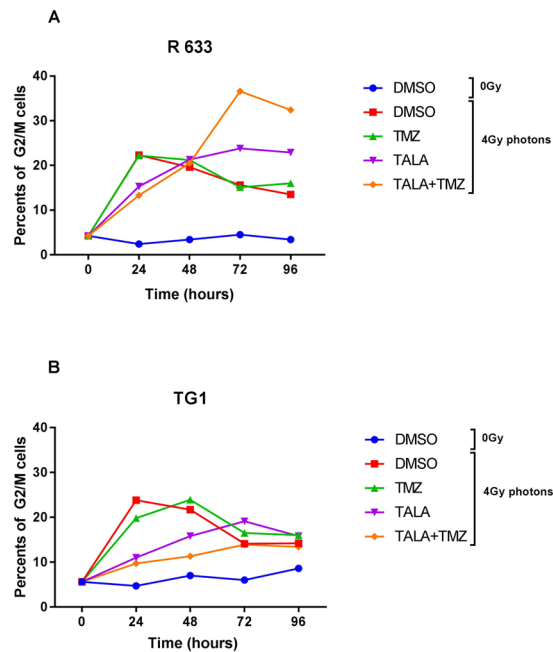 A
R 633
Percents of G2/M cells
40
30
20
10
0
0 24 48 72 96
Time (hours)
DMSO
0Gy
DMSO
TMZ
TALA
TALA+TMZ
4Gy photons
B
TG1
Percents of G2/M cells
40
30
20
10
0
0 24 48 72 96
Time (hours)
DMSO
0Gy
DMSO
TMZ
TALA
TALA+TMZ
4Gy photons